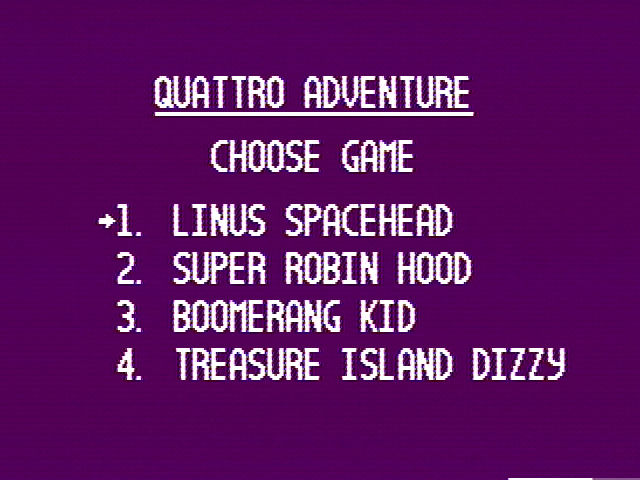 QUATTRO ADVENTURE
CHOOSE GAME
→1. LINUS SPACEHEAD
2. SUPER ROBIN HOOD
3. BOOMERANG KID
4. TREASURE ISLAND DIZZY